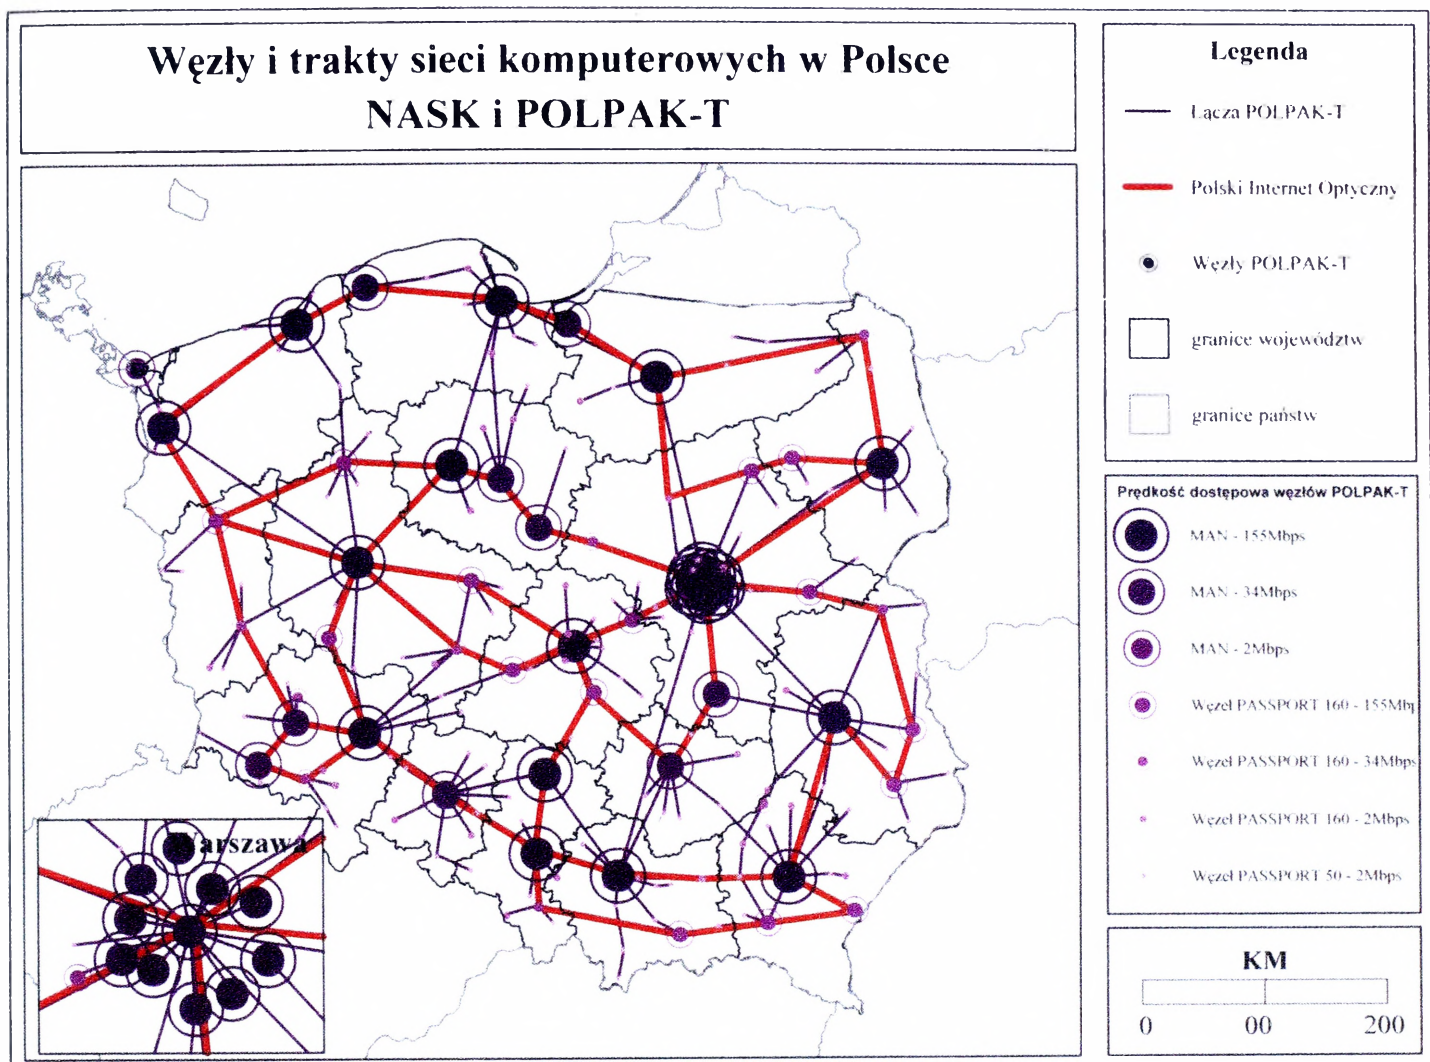 Węzły i trakty sieci komputerowych w Polsce
NASK i POLPAK-T
Legenda
Łącza POLPAK-T
Polski Internet Optyczny
Węzły POLPAK-T
granice województw
granice państw
Prędkość dostępowa węzłów POLPAK-T
MAN - 155Mbps
MAN - 34Mbps
MAN - 2Mbps
Węzeł PASSPORT 160 - 155Mbp
Węzeł PASSPORT 160 - 34Mbps
Węzeł PASSPORT 160 - 2Mbps
Węzeł PASSPORT 50 - 2Mbps
Warszawa
KM
0 00 200